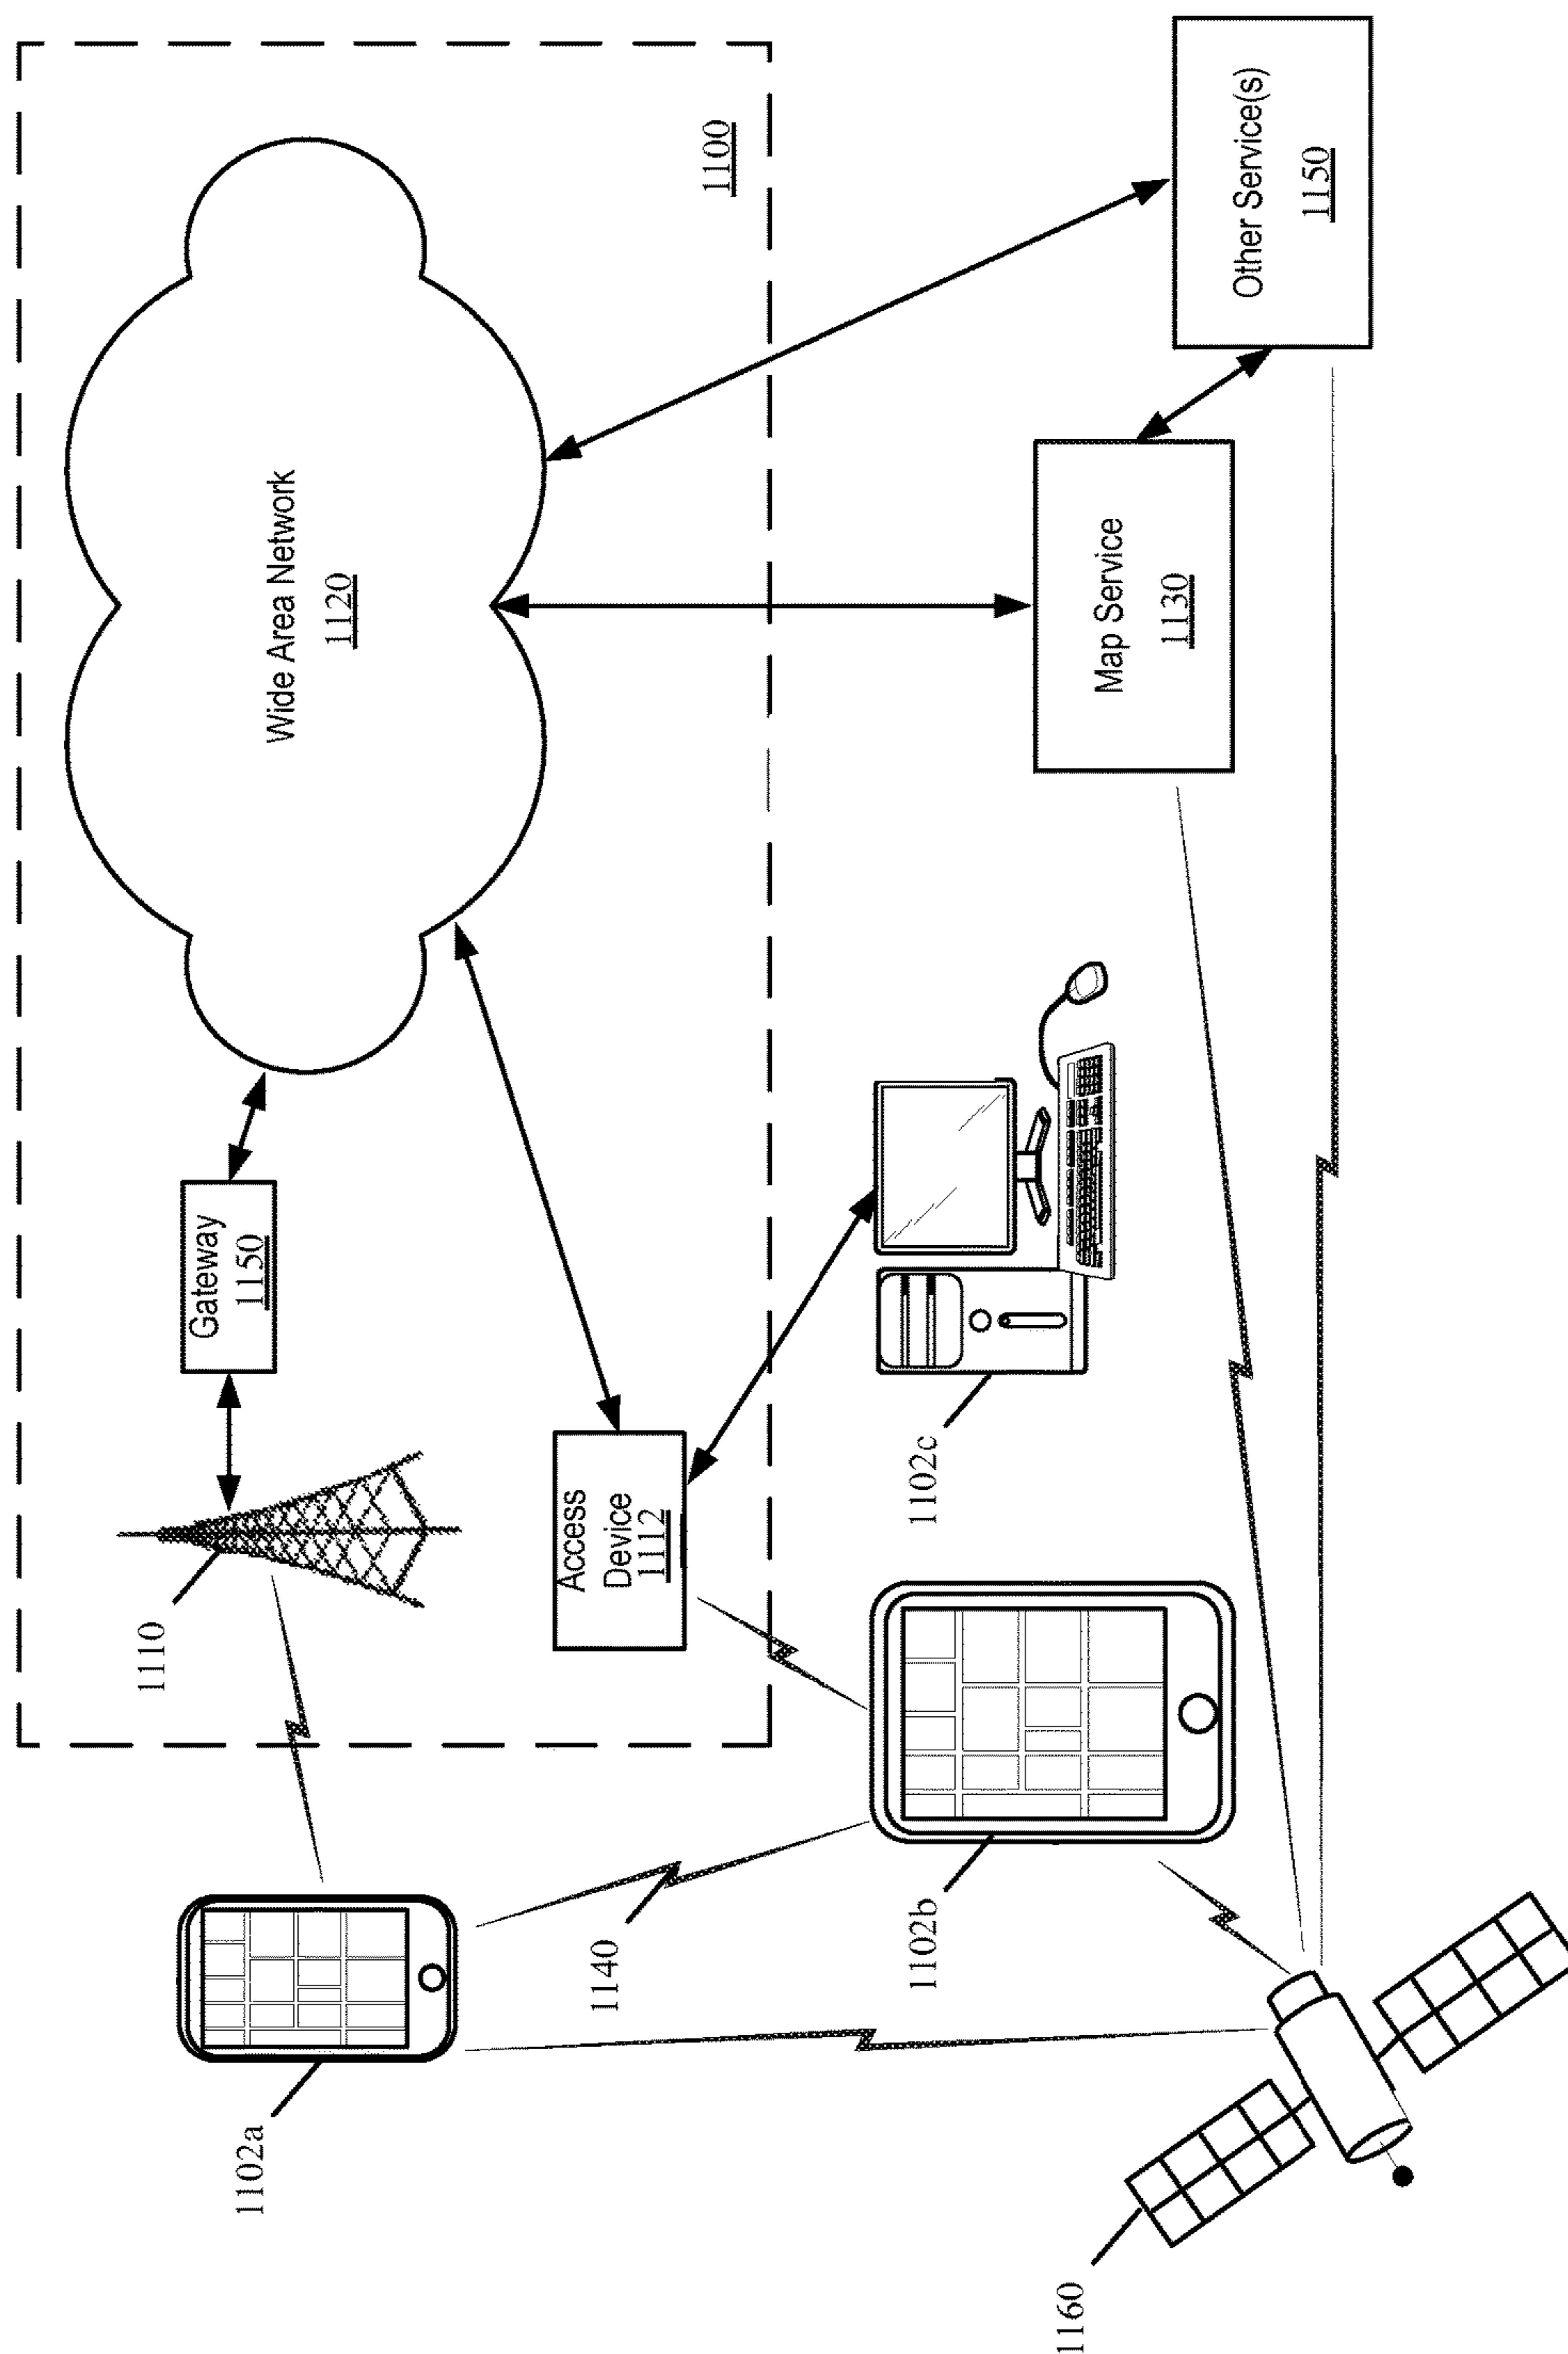 1102a
1110
Gateway
1150
Wide Area Network
1120
1140
Access
Device
1112
1100
1102b
1102c
1160
Map Service
1130
Other Service(s)
1150